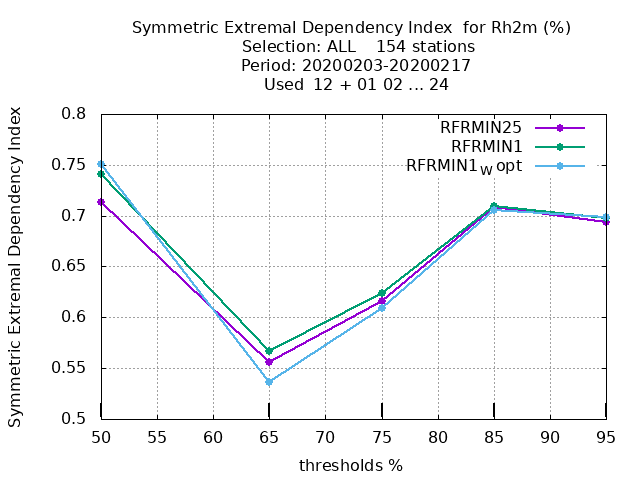 Symmetric Extremal Dependency Index  for Rh2m (%)
Selection: ALL    154 stations
Period: 20200203-20200217
Used  12 + 01 02 ... 24
Symmetric Extremal Dependency Index
0.8
0.75
0.7
0.65
0.6
0.55
0.5
RFRMIN25
RFRMIN1
RFRMIN1w opt
50 55 60 65 70 75 80 85 90 95
thresholds %